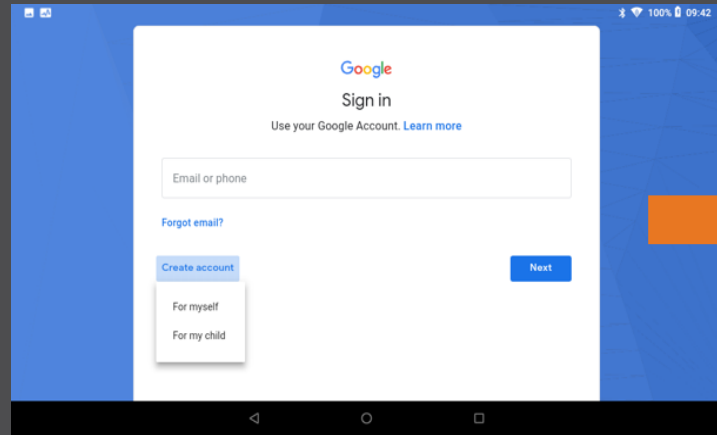 100% 09:42
Google
Sign in
Use your Google Account. Learn more
Email or phone
Forgot email?
Create account
Next
For myself
For my child